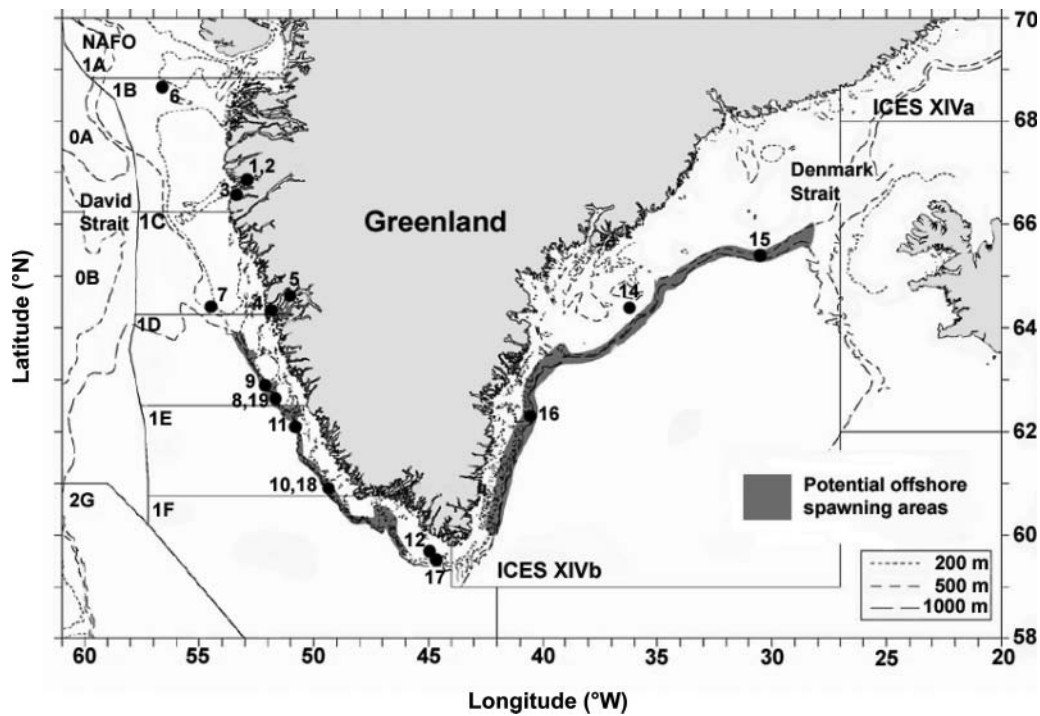 NAFO
1A
1B
6
0A
1,2
3
David
Strait
1C
Greenland
0B
5
7
4
1D
9
8,19
1E
11
10,18
2G
1F
12
17
ICES XIVb
14
15
16
Denmark
Strait
ICES XIVa
Potential offshore
spawning areas
200 m
500 m
1000 m
70
68
66
64
62
60
58
60
55
50
45
40
35
30
25
20
Latitude (°N)
Longitude (°W)